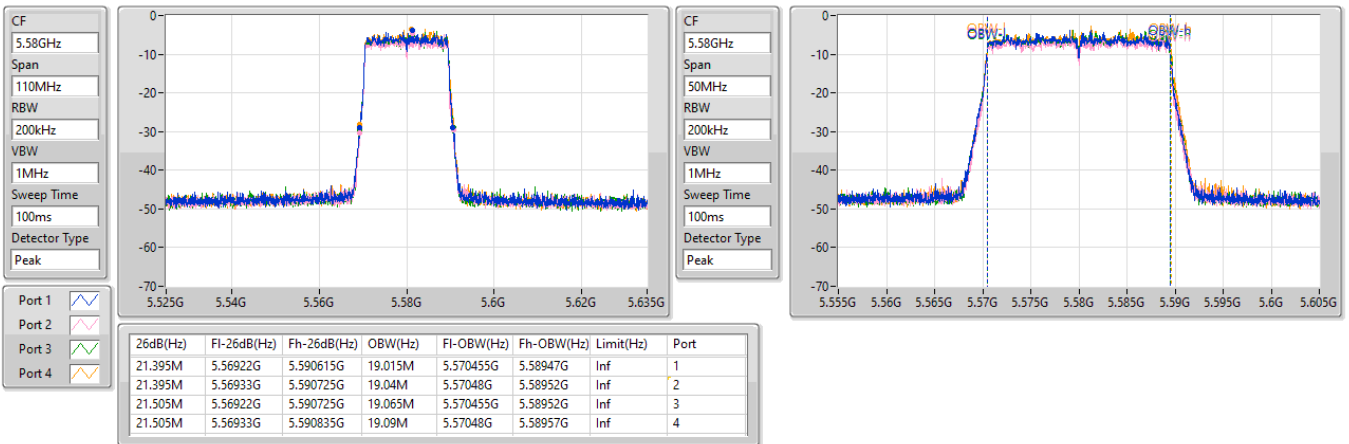 CF
5.58GHz
Span
110MHz
RBW
200kHz
VBW
1MHz
Sweep Time
100ms
Detector Type
Peak
0-
-10-
-20-
-30-
-40-
-50-
-60-
-70-
5.525G 5.54G 5.56G 5.58G 5.6G 5.62G 5.635G
CF
5.58GHz
Span
50MHz
RBW
200kHz
VBW
1MHz
Sweep Time
100ms
Detector Type
Peak
0-
-10-
-20-
-30-
-40-
-50-
-60-
-70-
OBW-l OBW-h
5.555G 5.56G 5.565G 5.57G 5.575G 5.58G 5.585G 5.59G 5.595G 5.6G 5.605G
Port 1
Port 2
Port 3
Port 4
26dB(Hz) Fl-26dB(Hz) Fh-26dB(Hz) OBW(Hz) Fl-OBW(Hz) Fh-OBW(Hz) Limit(Hz) Port
21.395M 5.56922G 5.590615G 19.015M 5.570455G 5.58947G Inf 1
21.395M 5.56933G 5.590725G 19.04M 5.57048G 5.58952G Inf 2
21.505M 5.56922G 5.590725G 19.065M 5.570455G 5.58952G Inf 3
21.505M 5.56933G 5.590835G 19.09M 5.57048G 5.58957G Inf 4